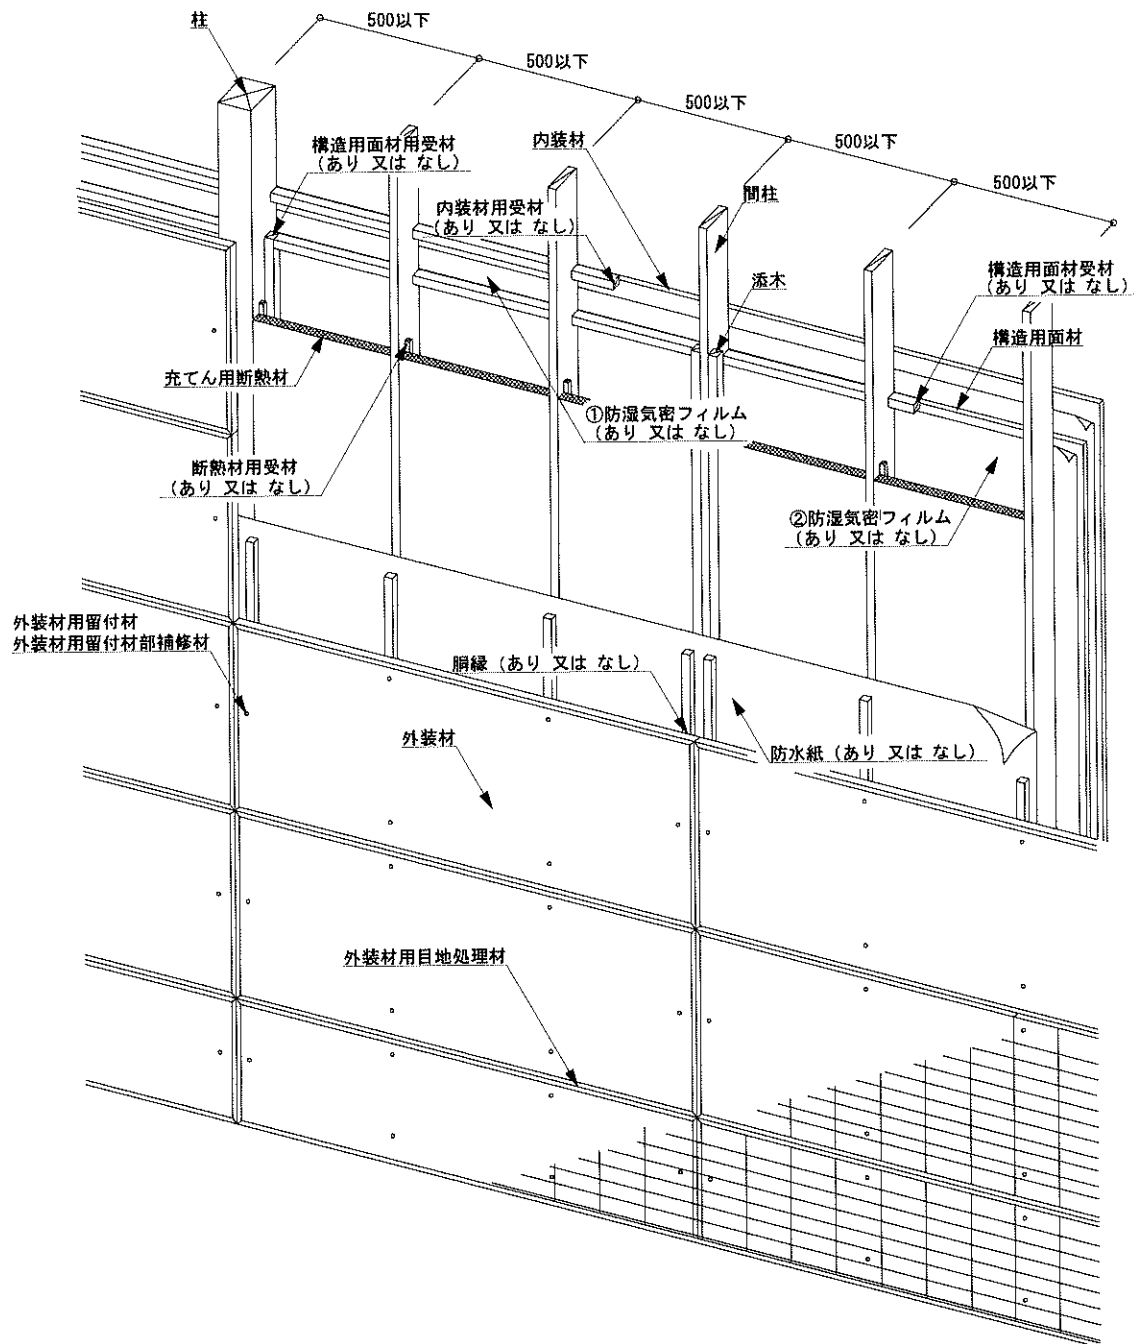 柱
500以下
500以下
500以下
500以下
500以下
構造用面材用受材
(あり 又は なし)
内装材
内装材用受材
(あり 又は なし)
間柱
添木
構造用面材受材
(あり 又は なし)
構造用面材
充てん用断熱材
①防湿気密フィルム
(あり 又は なし)
断熱材用受材
(あり 又は なし)
②防湿気密フィルム
(あり 又は なし)
外装材用留付材
外装材用留付材部補修材
胴縁 (あり 又は なし)
外装材
防水紙 (あり 又は なし)
外装材用目地処理材